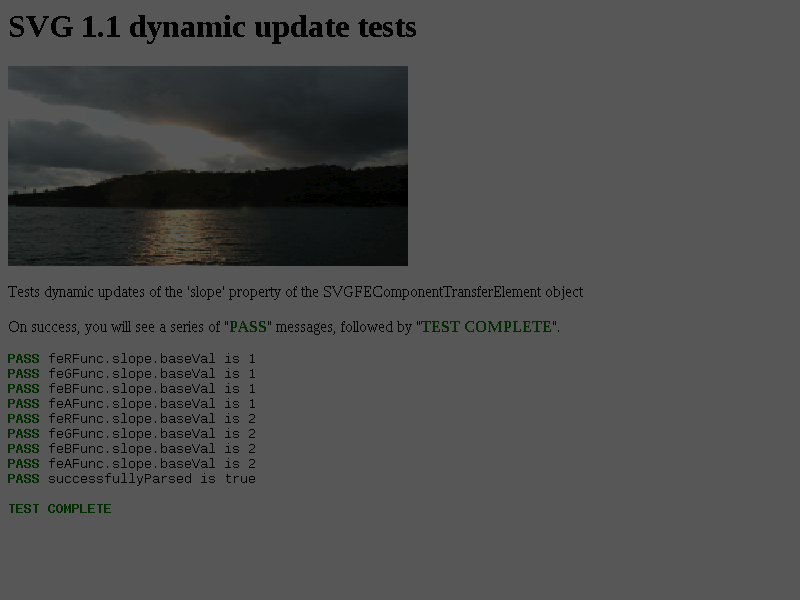 SVG 1.1 dynamic update tests
Tests dynamic updates of the 'slope' property of the SVGFEComponentTransferElement object
On success, you will see a series of "PASS" messages, followed by "TEST COMPLETE".
PASS feRFunc.slope.baseVal is 1
PASS feGFunc.slope.baseVal is 1
PASS feBFunc.slope.baseVal is 1
PASS feAFunc.slope.baseVal is 1
PASS feRFunc.slope.baseVal is 2
PASS feGFunc.slope.baseVal is 2
PASS feBFunc.slope.baseVal is 2
PASS feAFunc.slope.baseVal is 2
PASS successfullyParsed is true
TEST COMPLETE